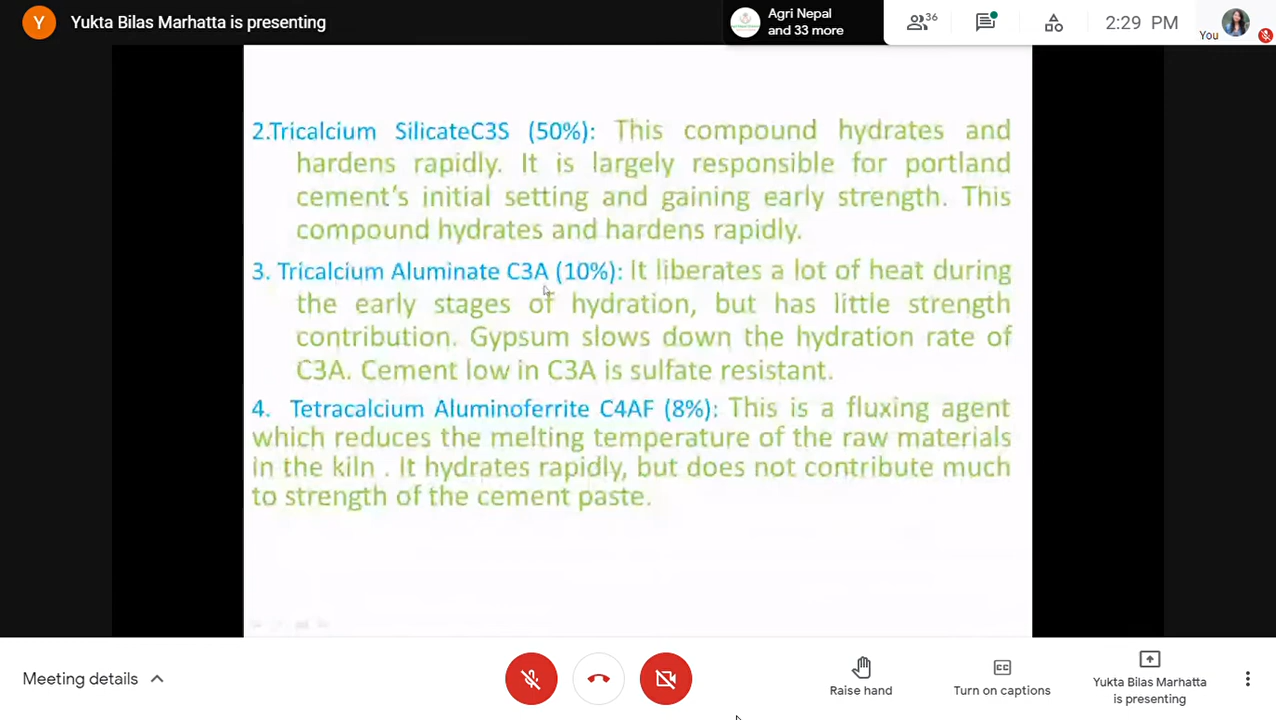 Y
Yukta Bilas Marhatta is presenting
Agri Nepal
and 33 more
36
2:29 PM
You
2.Tricalcium SilicateC3S (50%): This compound hydrates and
hardens rapidly. It is largely responsible for portland
cement's initial setting and gaining early strength. This
compound hydrates and hardens rapidly.
3. Tricalcium Aluminate C3A (10%): It liberates a lot of heat during
the early stages of hydration, but has little strength
contribution. Gypsum slows down the hydration rate of
C3A. Cement low in C3A is sulfate resistant.
4. Tetracalcium Aluminoferrite C4AF (8%): This is a fluxing agent
which reduces the melting temperature of the raw materials
in the kiln . It hydrates rapidly, but does not contribute much
to strength of the cement paste.
Meeting details
Raise hand
CC
Turn on captions
Yukta Bilas Marhatta
is presenting